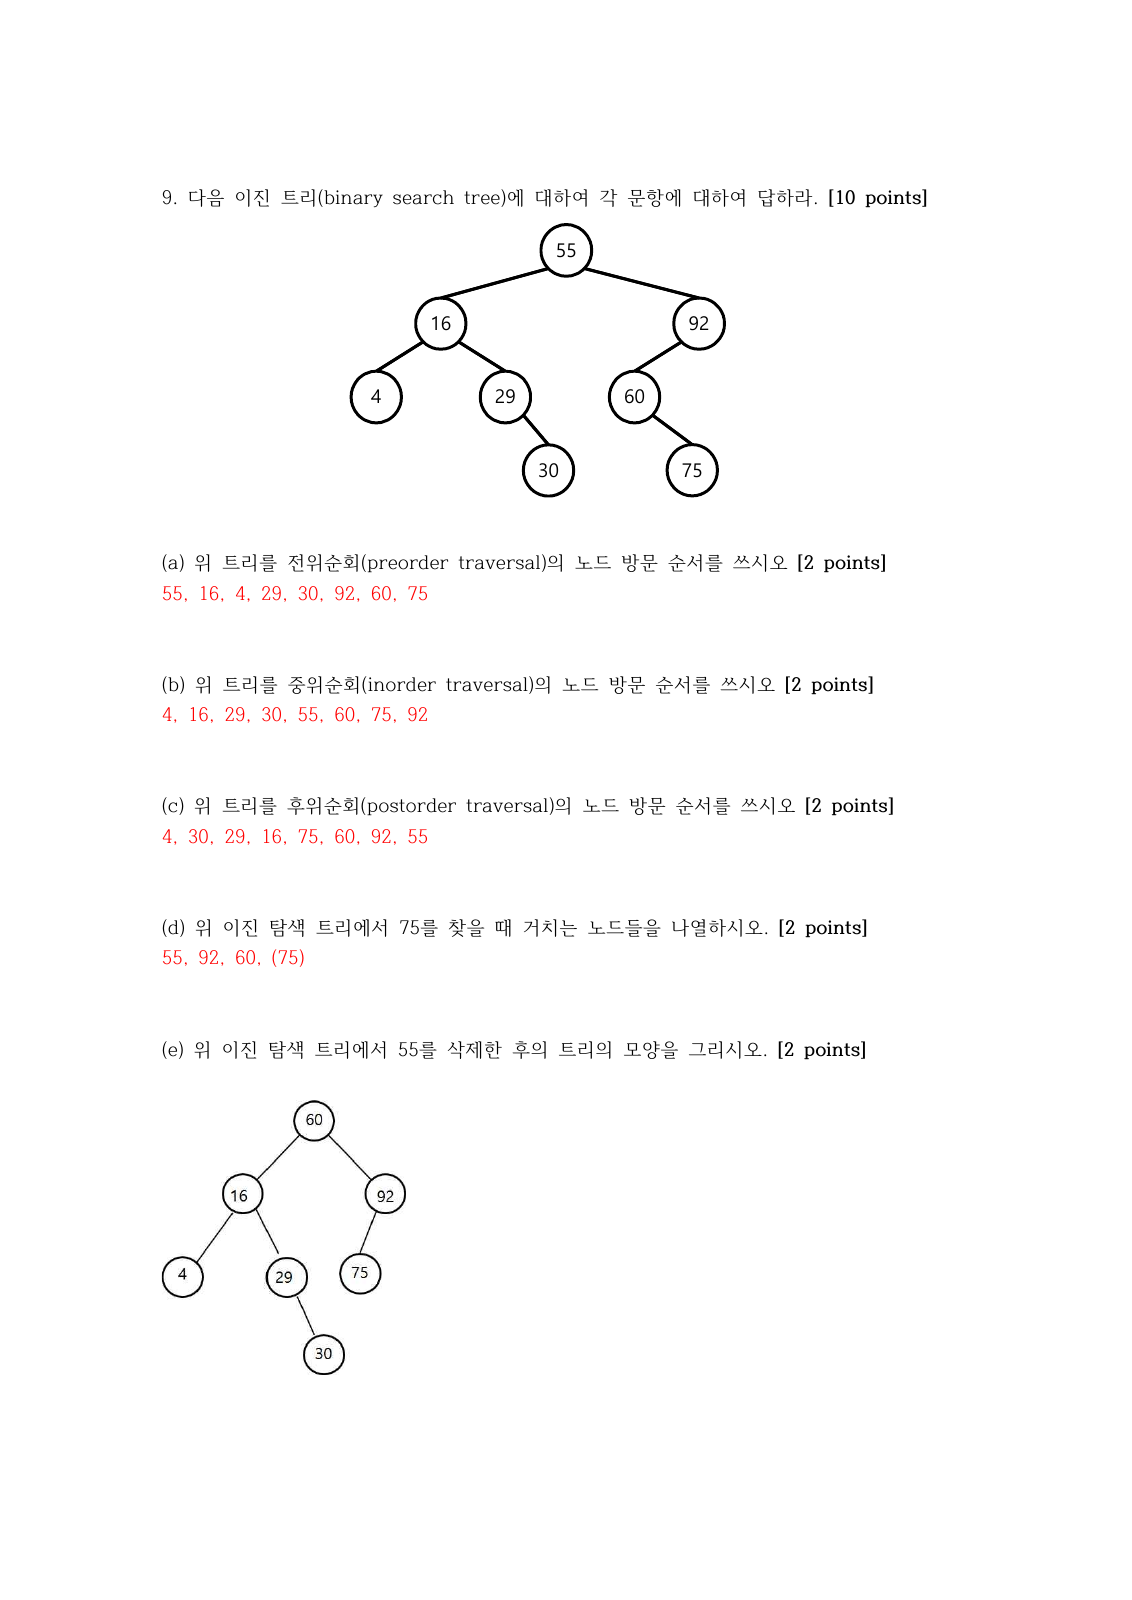 9. 다음 이진 트리(binary search tree)에 대하여 각 문항에 대하여 답하라. [10 points]
55
16 92
4 29 60
30 75
(a) 위 트리를 전위순회(preorder traversal)의 노드 방문 순서를 쓰시오 [2 points]
55, 16, 4, 29, 30, 92, 60, 75
(b) 위 트리를 중위순회(inorder traversal)의 노드 방문 순서를 쓰시오 [2 points]
4, 16, 29, 30, 55, 60, 75, 92
(c) 위 트리를 후위순회(postorder traversal)의 노드 방문 순서를 쓰시오 [2 points]
4, 30, 29, 16, 75, 60, 92, 55
(d) 위 이진 탐색 트리에서 75를 찾을 때 거치는 노드들을 나열하시오. [2 points]
55, 92, 60, (75)
(e) 위 이진 탐색 트리에서 55를 삭제한 후의 트리의 모양을 그리시오. [2 points]
60
16 92
4 29 75
30